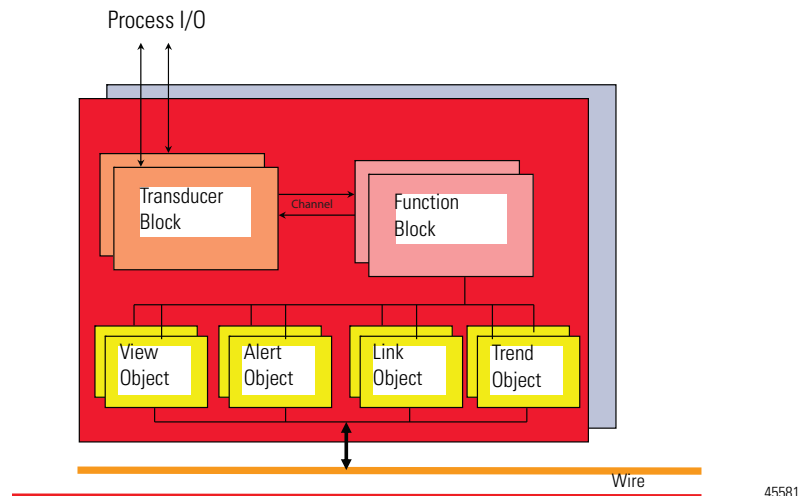 Process I/O
Transducer
Block
Channel
Function
Block
View
Object
Alert
Object
Link
Object
Trend
Object
Wire
45581